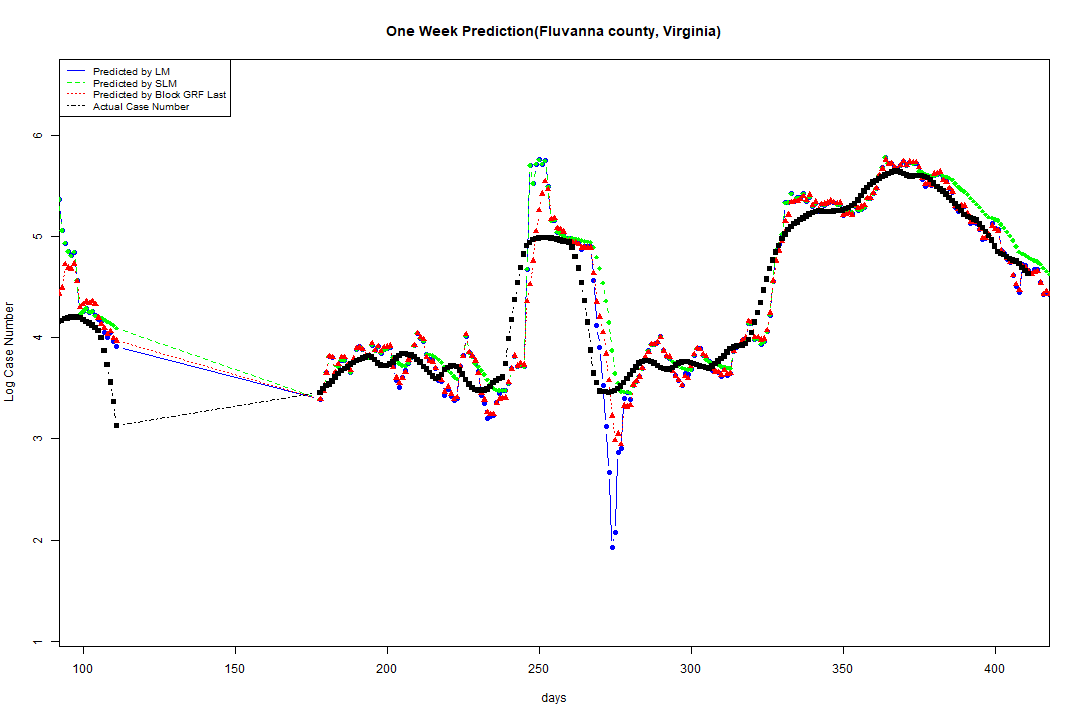 One Week Prediction(Fluvanna county, Virginia)
Predicted by LM
Predicted by SLM
Predicted by Block GRF Last
Actual Case Number
Log Case Number
6
5
4
3
2
1
100 150 200 250 300 350 400
days